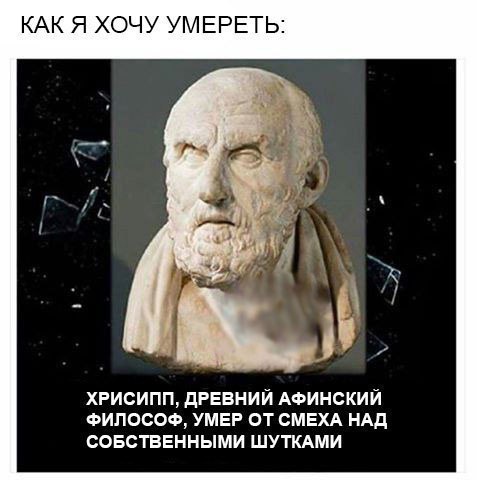 КАК Я ХОЧУ УМЕРЕТЬ:
ХРИСИПП, ДРЕВНИЙ АФИНСКИЙ
ФИЛОСОФ, УМЕР ОТ СМЕХА НАД
СОБСТВЕННЫМИ ШУТКАМИ